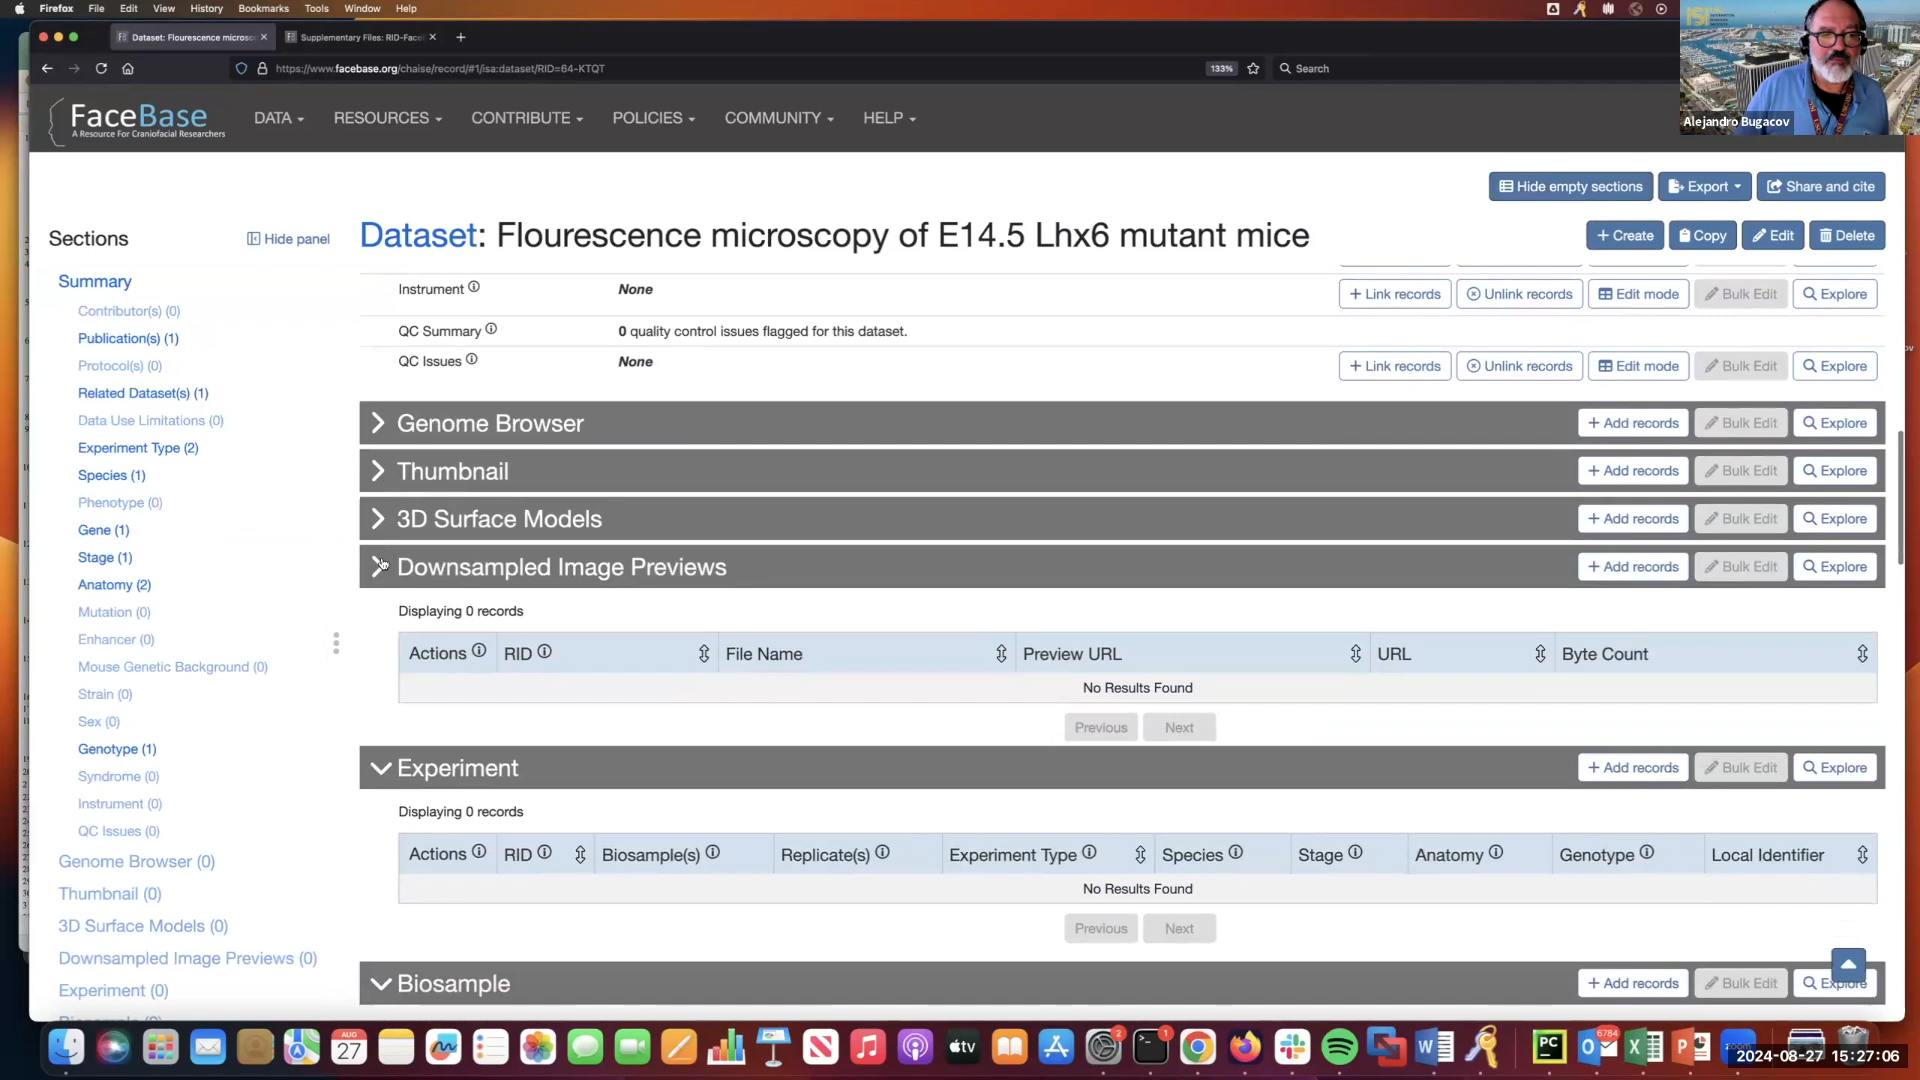 Firefox File Edit View History Bookmarks Tools Window Help
Dataset: Flourescence microsc
Supplementary Files: RID-Face
https://www.facebase.org/chaise/record/#1/isa:dataset/RID=64-KTQT
133%
Search
Alejandro Bugacov
FaceBase
A Resource For Craniofacial Researchers
DATA RESOURCES CONTRIBUTE POLICIES COMMUNITY HELP
Hide empty sections Export Share and cite
Sections Hide panel
Dataset: Flourescence microscopy of E14.5 Lhx6 mutant mice
+ Create Copy Edit Delete
Summary
Contributor(s) (0)
Publication(s) (1)
Protocol(s) (0)
Related Dataset(s) (1)
Data Use Limitations (0)
Experiment Type (2)
Species (1)
Phenotype (0)
Gene (1)
Stage (1)
Anatomy (2)
Mutation (0)
Enhancer (0)
Mouse Genetic Background (0)
Strain (0)
Sex (0)
Genotype (1)
Syndrome (0)
Instrument (0)
QC Issues (0)
Genome Browser (0)
Thumbnail (0)
3D Surface Models (0)
Downsampled Image Previews (0)
Experiment (0)
Instrument None + Link records Unlink records Edit mode Bulk Edit Explore
QC Summary 0 quality control issues flagged for this dataset.
QC Issues None + Link records Unlink records Edit mode Bulk Edit Explore
Genome Browser + Add records Bulk Edit Explore
Thumbnail + Add records Bulk Edit Explore
3D Surface Models + Add records Bulk Edit Explore
Downsampled Image Previews + Add records Bulk Edit Explore
Displaying 0 records
Actions RID File Name Preview URL URL Byte Count
No Results Found
Previous Next
Experiment + Add records Bulk Edit Explore
Displaying 0 records
Actions RID Biosample(s) Replicate(s) Experiment Type Species Stage Anatomy Genotype Local Identifier
No Results Found
Previous Next
Biosample + Add records Bulk Edit Explore
AUG
27
tv
2
1
PC
6784
zoom
2024-08-27 15:27:06